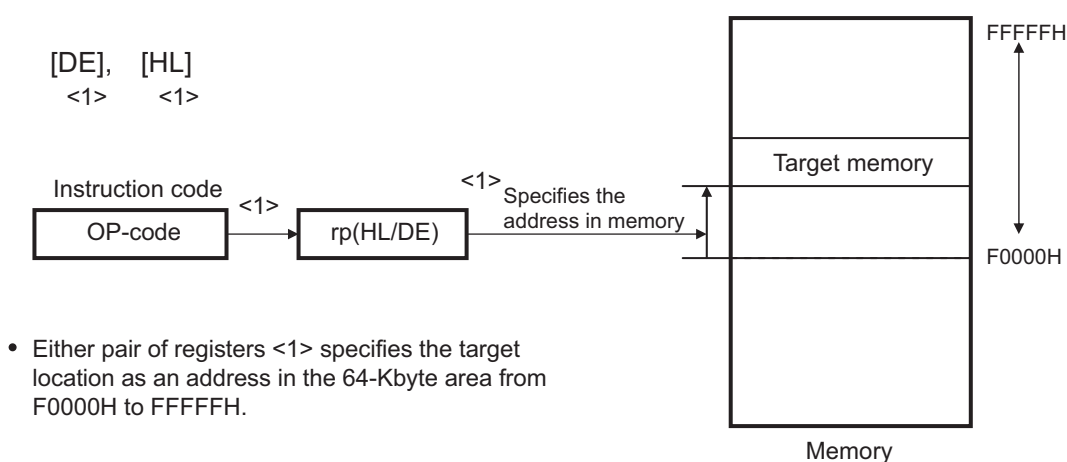 FFFFFH
[DE], [HL]
<1> <1>
Target memory
Instruction code
<1>
<1>
Specifies the
address in memory
OP-code
rp(HL/DE)
F0000H
• Either pair of registers <1> specifies the target
location as an address in the 64-Kbyte area from
F0000H to FFFFFH.
Memory